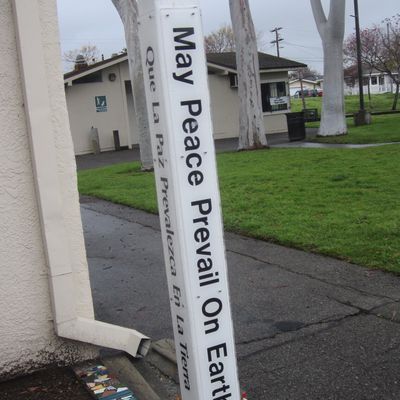 Que La Paz Prevalezca En La Tierra
May Peace Prevail On Earth